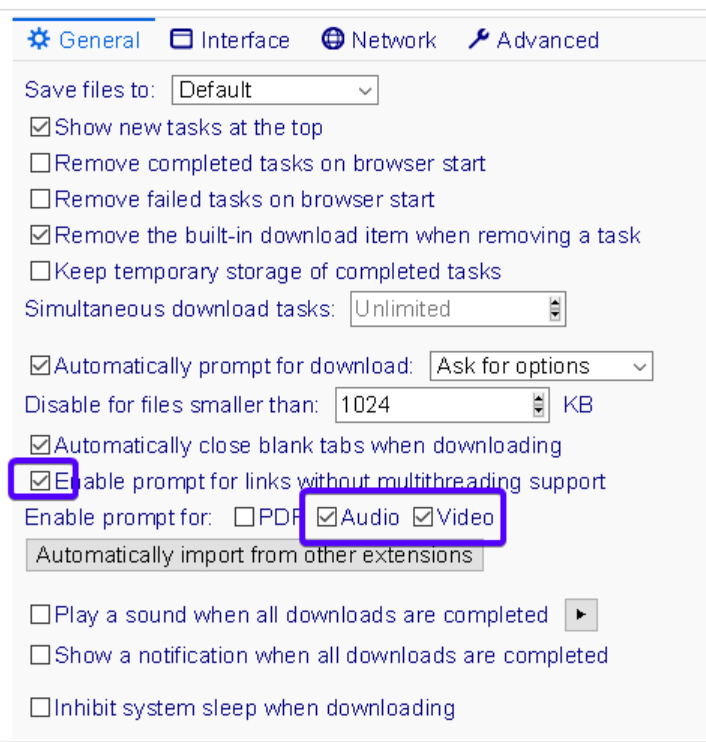 General Interface Network Advanced
Save files to: Default
Show new tasks at the top
Remove completed tasks on browser start
Remove failed tasks on browser start
Remove the built-in download item when removing a task
Keep temporary storage of completed tasks
Simultaneous download tasks: Unlimited
Automatically prompt for download: Ask for options
Disable for files smaller than: 1024 KB
Automatically close blank tabs when downloading
Enable prompt for links without multithreading support
Enable prompt for: PDF Audio Video
Automatically import from other extensions
Play a sound when all downloads are completed
Show a notification when all downloads are completed
Inhibit system sleep when downloading